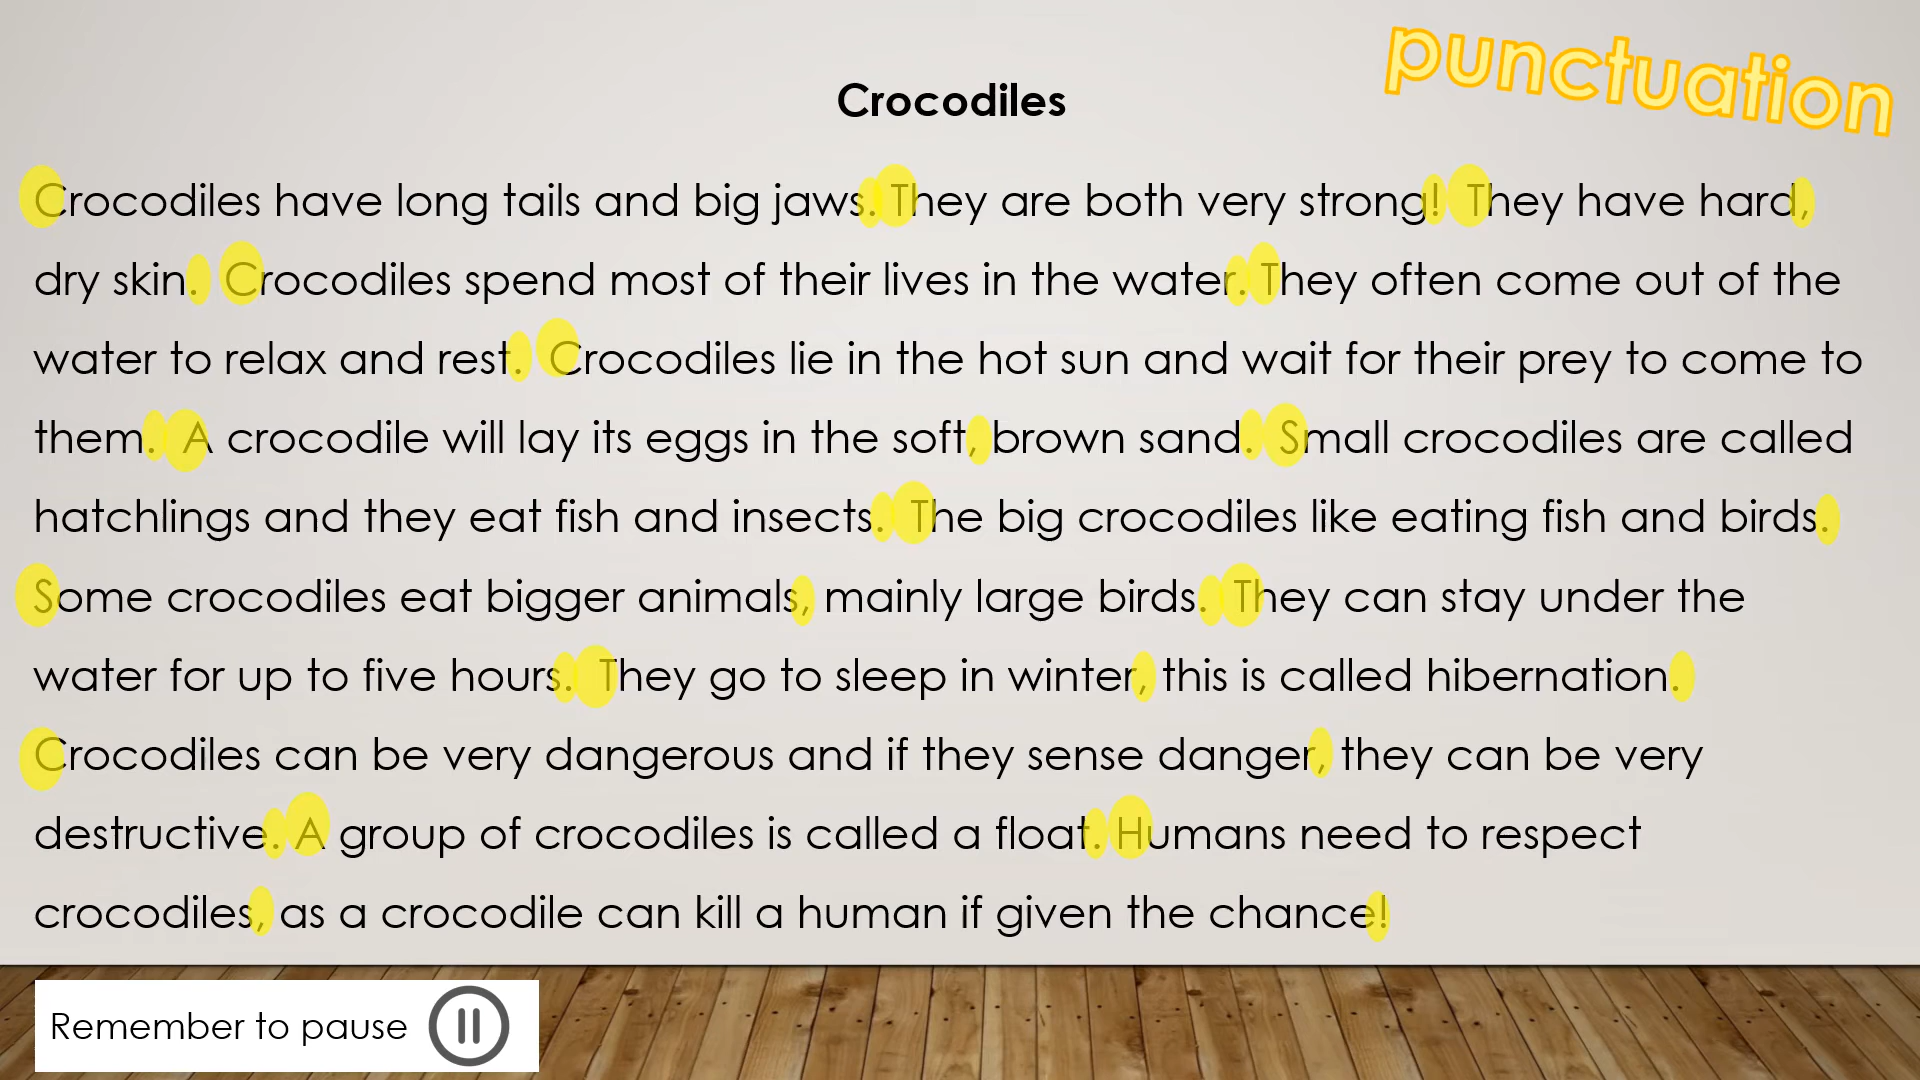 punctuation
Crocodiles
Crocodiles have long tails and big jaws. They are both very strong! They have hard,
dry skin. Crocodiles spend most of their lives in the water. They often come out of the
water to relax and rest. Crocodiles lie in the hot sun and wait for their prey to come to
them. A crocodile will lay its eggs in the soft, brown sand. Small crocodiles are called
hatchlings and they eat fish and insects. The big crocodiles like eating fish and birds.
Some crocodiles eat bigger animals, mainly large birds. They can stay under the
water for up to five hours. They go to sleep in winter, this is called hibernation.
Crocodiles can be very dangerous and if they sense danger, they can be very
destructive. A group of crocodiles is called a float. Humans need to respect
crocodiles, as a crocodile can kill a human if given the chance!
Remember to pause